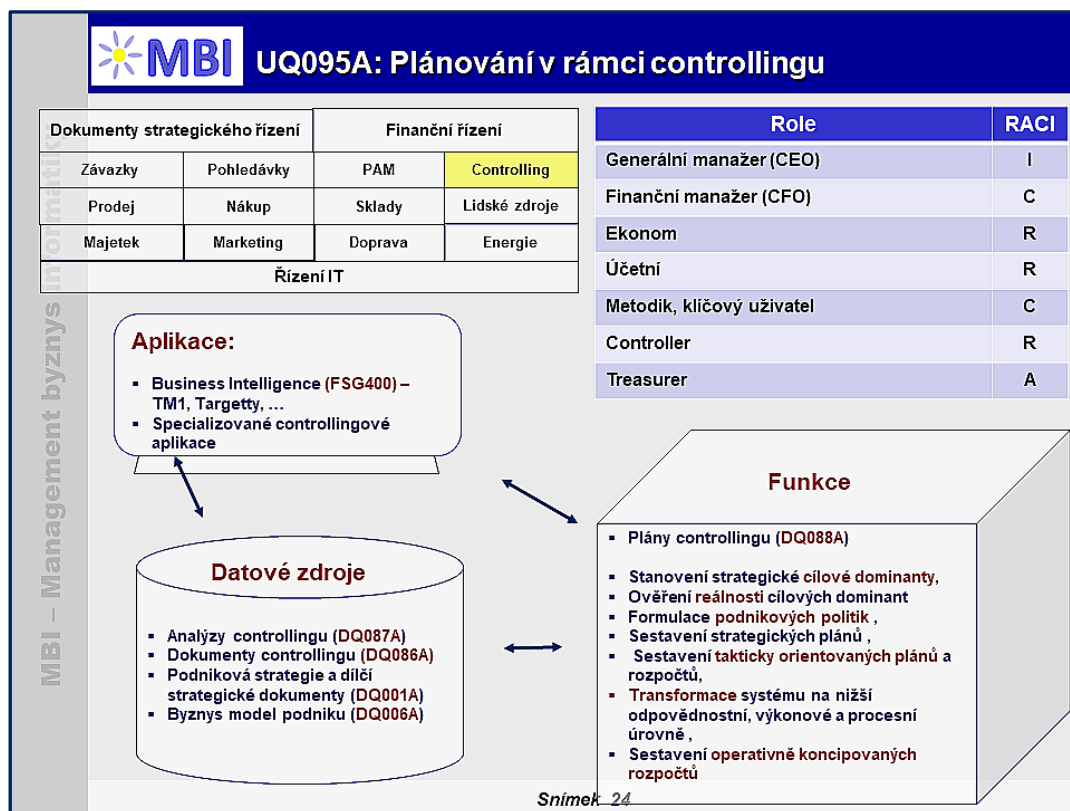 MBI
UQ095A: Plánování v rámci controllingu
MBI – Management byznys informatiky
Dokumenty strategického řízení
Finanční řízení
Závazky
Pohledávky
PAM
Controlling
Prodej
Nákup
Sklady
Lidské zdroje
Majetek
Marketing
Doprava
Energie
Řízení IT
Role
RACI
Generální manažer (CEO)
I
Finanční manažer (CFO)
C
Ekonom
R
Účetní
R
Metodik, klíčový uživatel
C
Controller
R
Treasurer
A
Aplikace:
▪ Business Intelligence (FSG400) –
TM1, Targetty, …
▪ Specializované controllingové
aplikace
Datové zdroje
▪ Analýzy controllingu (DQ087A)
▪ Dokumenty controllingu (DQ086A)
▪ Podniková strategie a dílčí
strategické dokumenty (DQ001A)
▪ Byznys model podniku (DQ006A)
Funkce
▪ Plány controllingu (DQ088A)
▪ Stanovení strategické cílové dominanty,
▪ Ověření reálnosti cílových dominant
▪ Formulace podnikových politik ,
▪ Sestavení strategických plánů ,
▪ Sestavení takticky orientovaných plánů a
rozpočtů,
▪ Transformace systému na nižší
odpovědnostní, výkonové a procesní
úrovně ,
▪ Sestavení operativně koncipovaných
rozpočtů
Snímek 24